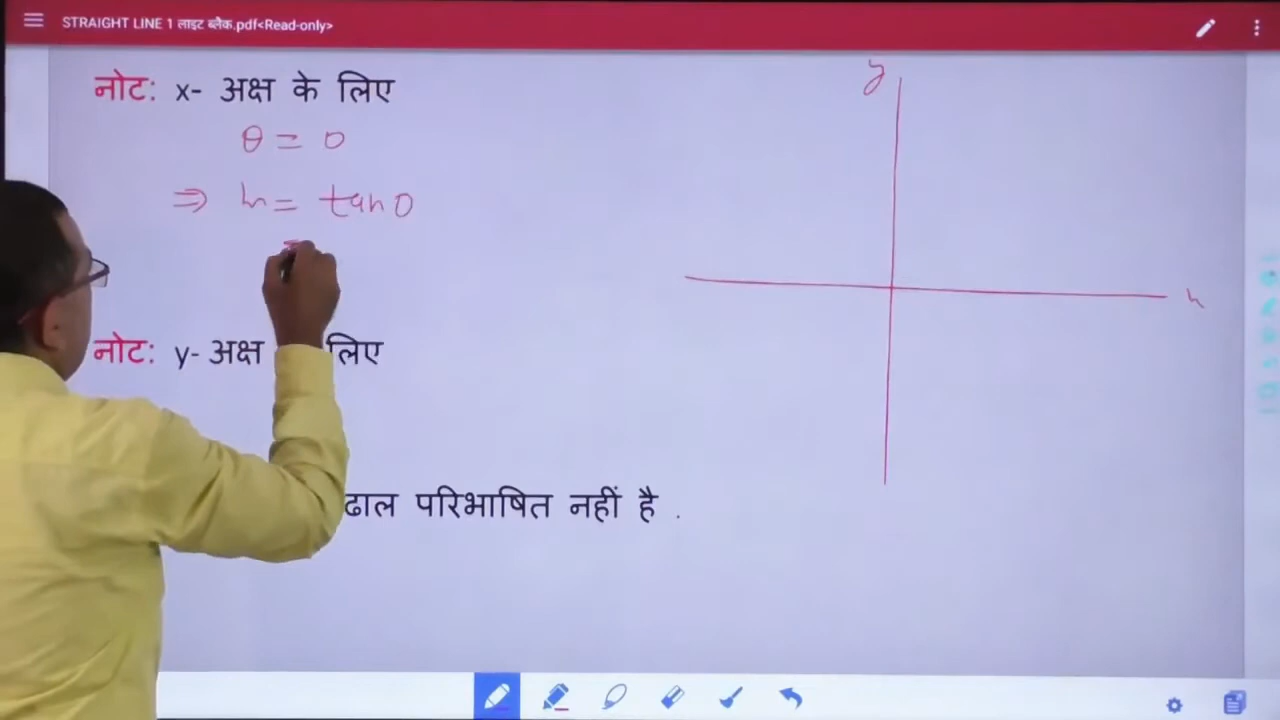 STRAIGHT LINE 1 लाइट ब्लैक.pdf<Read-only>
नोट: x- अक्ष के लिए
θ = 0
⇒ m = tan 0
=
नोट: y- अक्ष लिए
ढाल परिभाषित नहीं है .
y
x